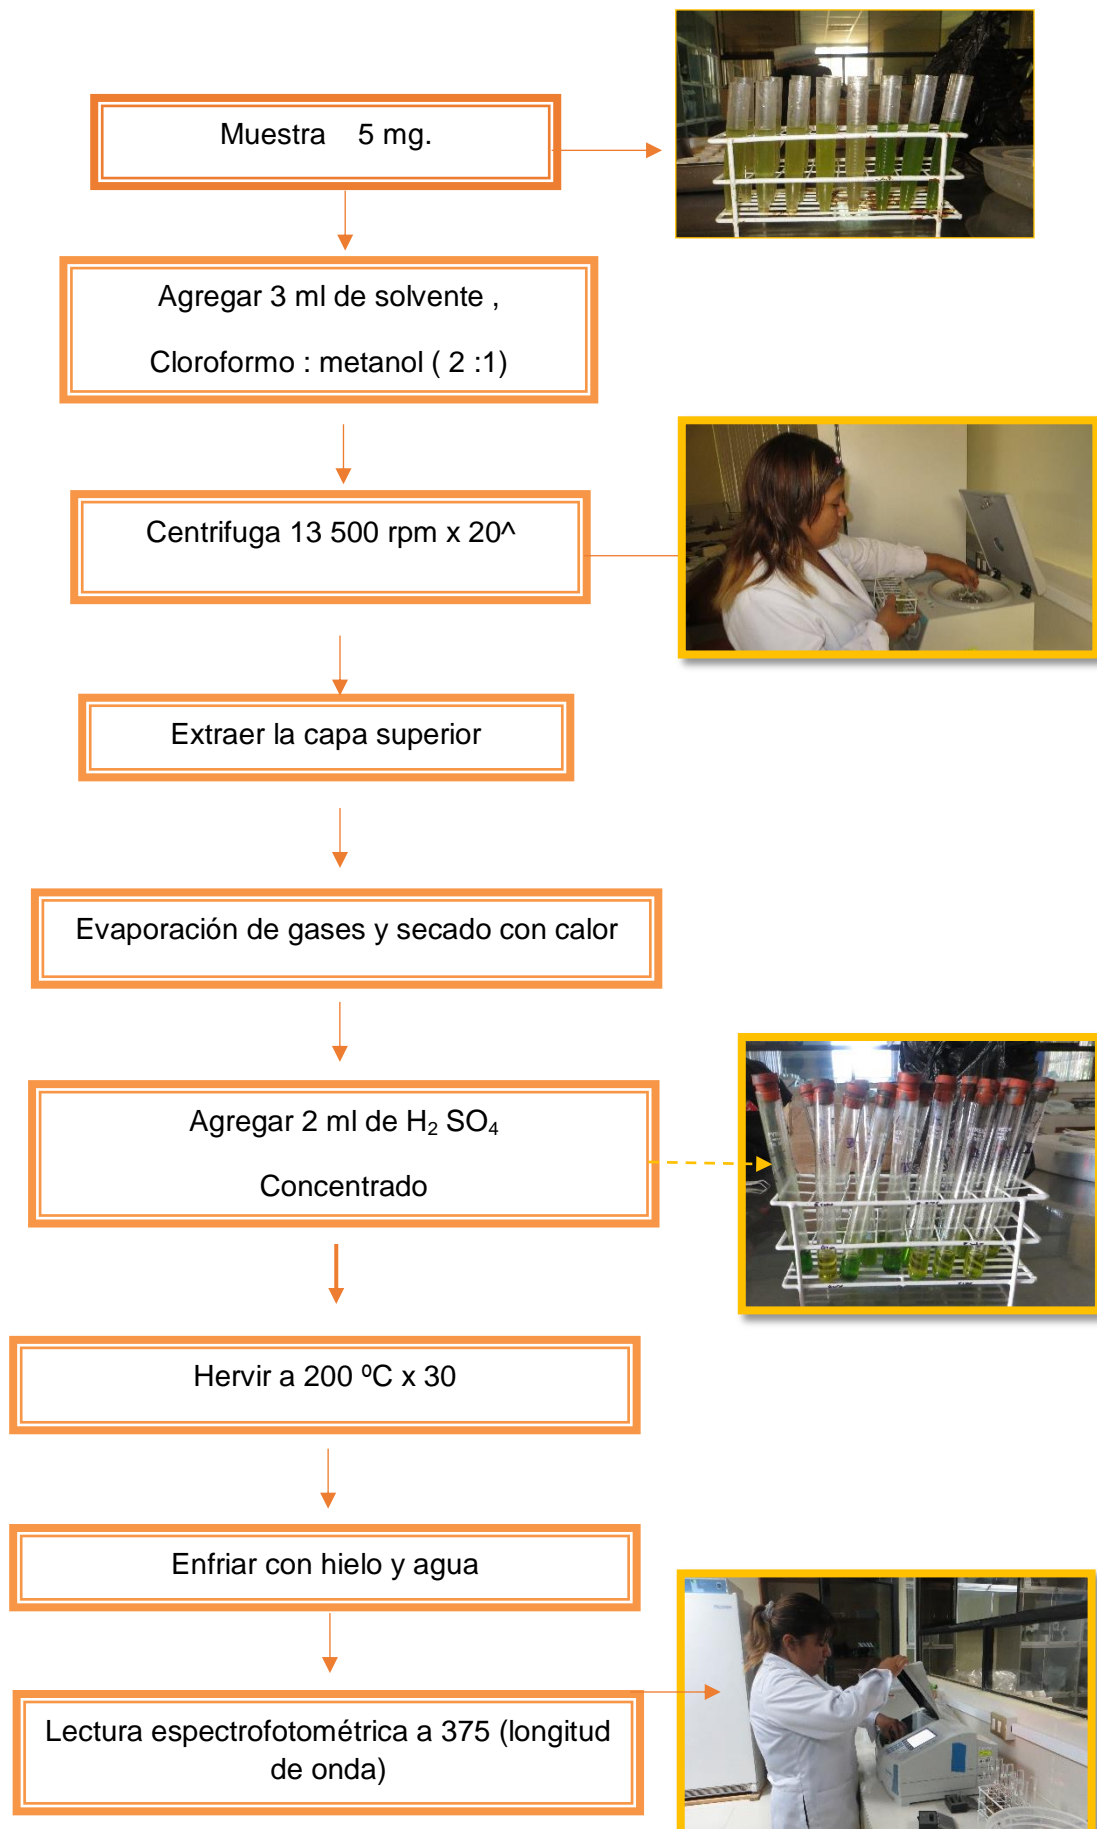 Muestra 5 mg.
Agregar 3 ml de solvente ,
Cloroformo : metanol ( 2 :1)
Centrifuga 13 500 rpm x 20^
Extraer la capa superior
Evaporación de gases y secado con calor
Agregar 2 ml de H₂ SO₄
Concentrado
Hervir a 200 ºC x 30
Enfriar con hielo y agua
Lectura espectrofotométrica a 375 (longitud
de onda)